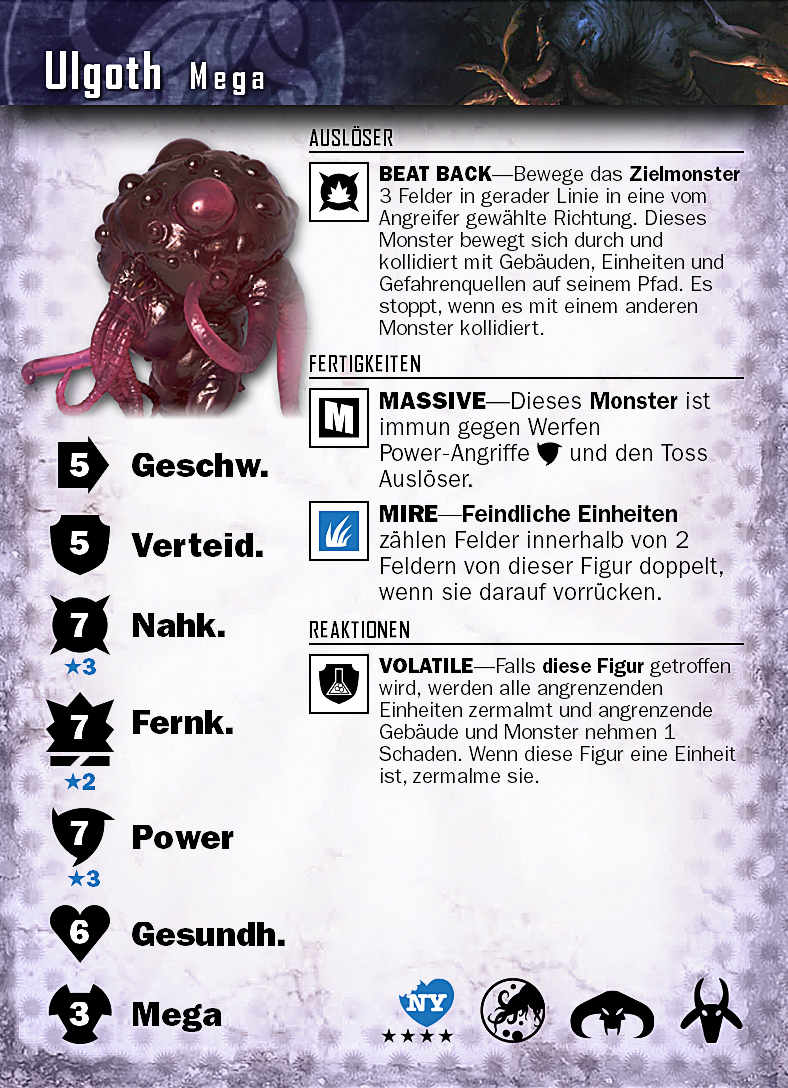 Ulgoth Mega
AUSLÖSER
BEAT BACK—Bewege das Zielmonster
3 Felder in gerader Linie in eine vom
Angreifer gewählte Richtung. Dieses
Monster bewegt sich durch und
kollidiert mit Gebäuden, Einheiten und
Gefahrenquellen auf seinem Pfad. Es
stoppt, wenn es mit einem anderen
Monster kollidiert.
FERTIGKEITEN
M
MASSIVE—Dieses Monster ist
immun gegen Werfen
Power-Angriffe und den Toss
Auslöser.
MIRE—Feindliche Einheiten
zählen Felder innerhalb von 2
Feldern von dieser Figur doppelt,
wenn sie darauf vorrücken.
REAKTIONEN
VOLATILE—Falls diese Figur getroffen
wird, werden alle angrenzenden
Einheiten zermalmt und angrenzende
Gebäude und Monster nehmen 1
Schaden. Wenn diese Figur eine Einheit
ist, zermalme sie.
5 Geschw.
5 Verteid.
7 Nahk.
★3
7 Fernk.
★2
7 Power
★3
6 Gesundh.
3 Mega
NY
★★★★